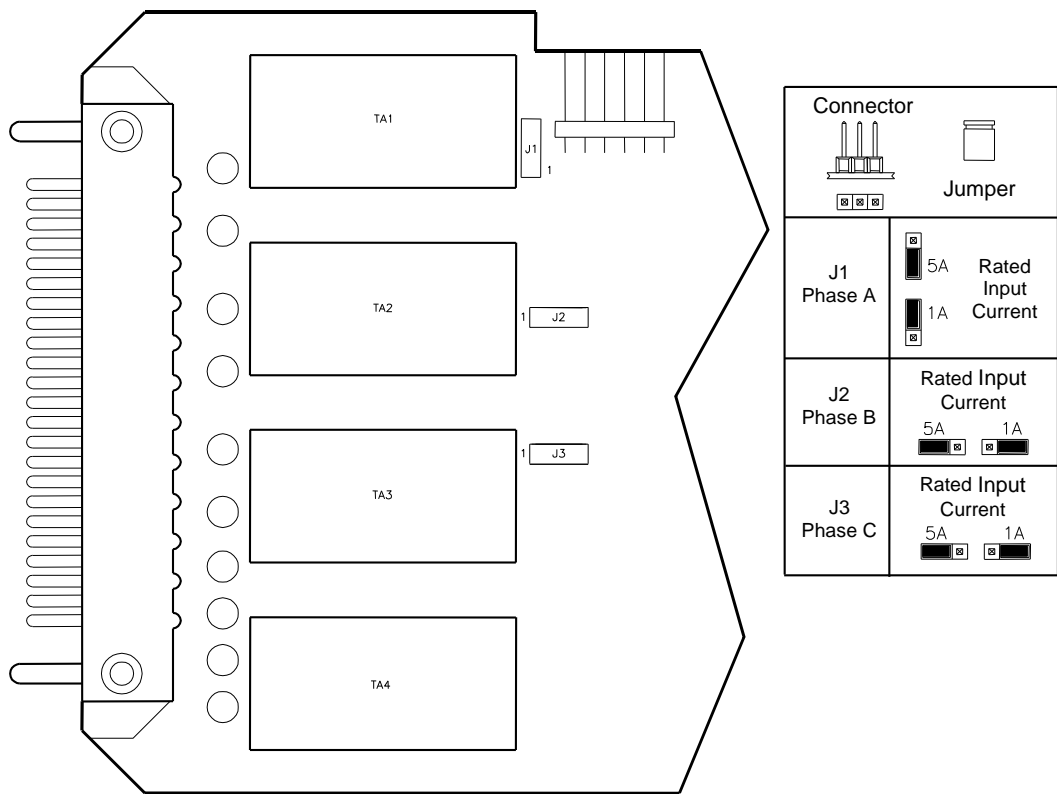 TA1
J1
1
TA2
1 J2
1 J3
TA3
TA4
Connector
Jumper
J1
Phase A
5A
1A
Rated
Input
Current
J2
Phase B
Rated Input
Current
5A 1A
J3
Phase C
Rated Input
Current
5A 1A